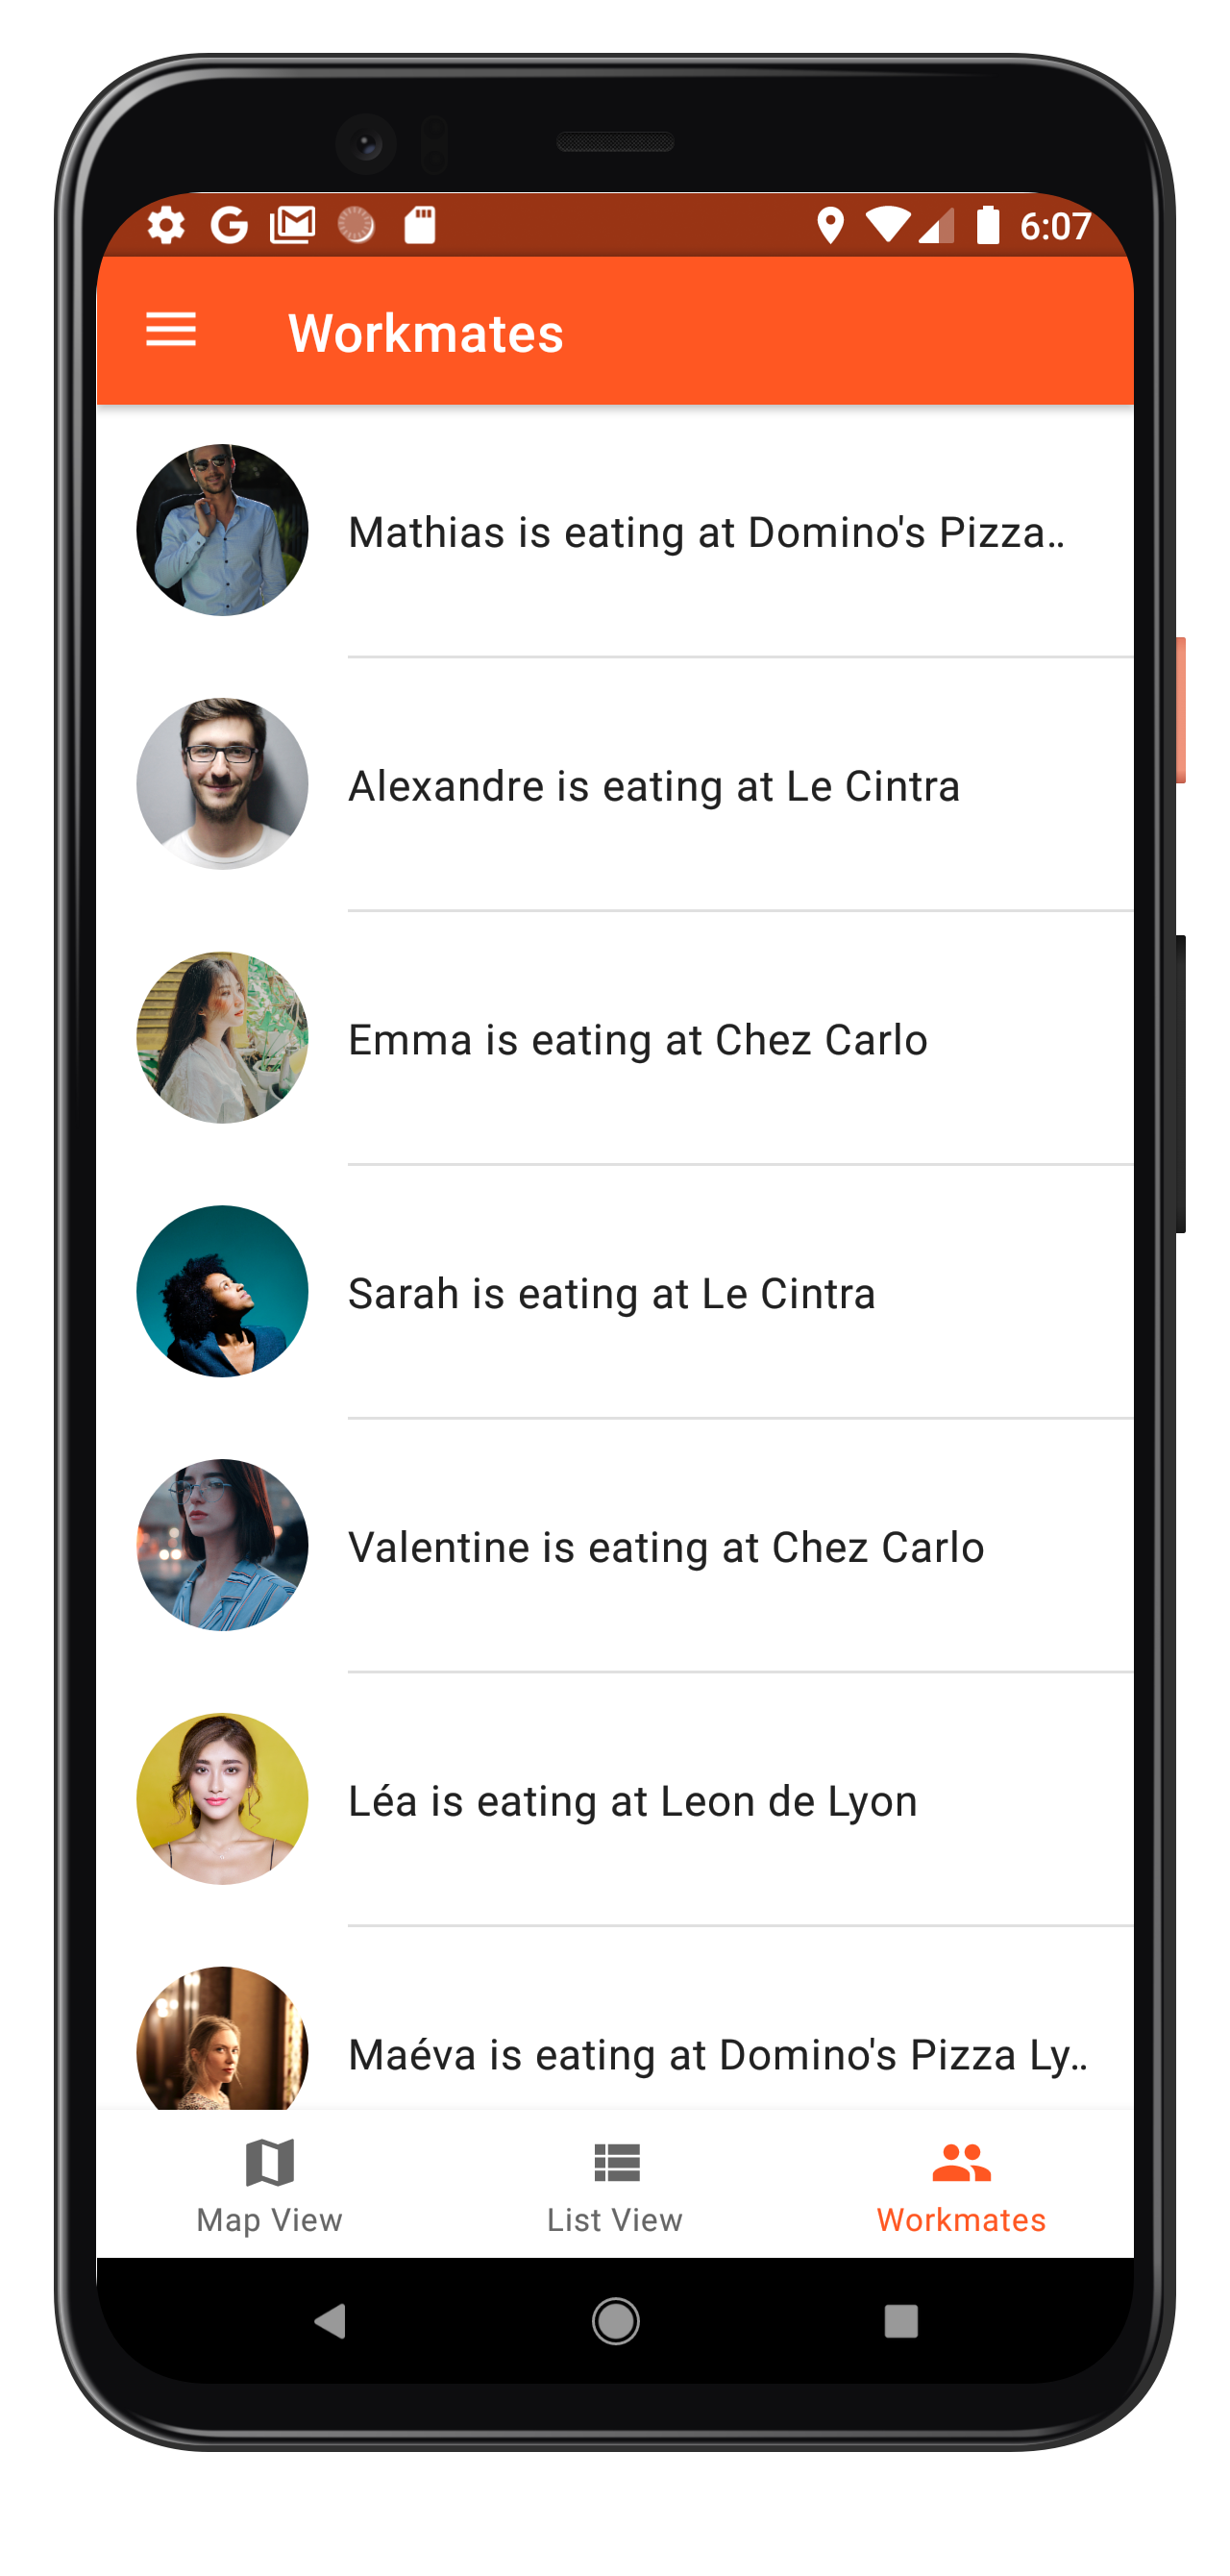 6:07
Workmates
Mathias is eating at Domino's Pizza..
Alexandre is eating at Le Cintra
Emma is eating at Chez Carlo
Sarah is eating at Le Cintra
Valentine is eating at Chez Carlo
Léa is eating at Leon de Lyon
Maéva is eating at Domino's Pizza Ly..
Map View
List View
Workmates